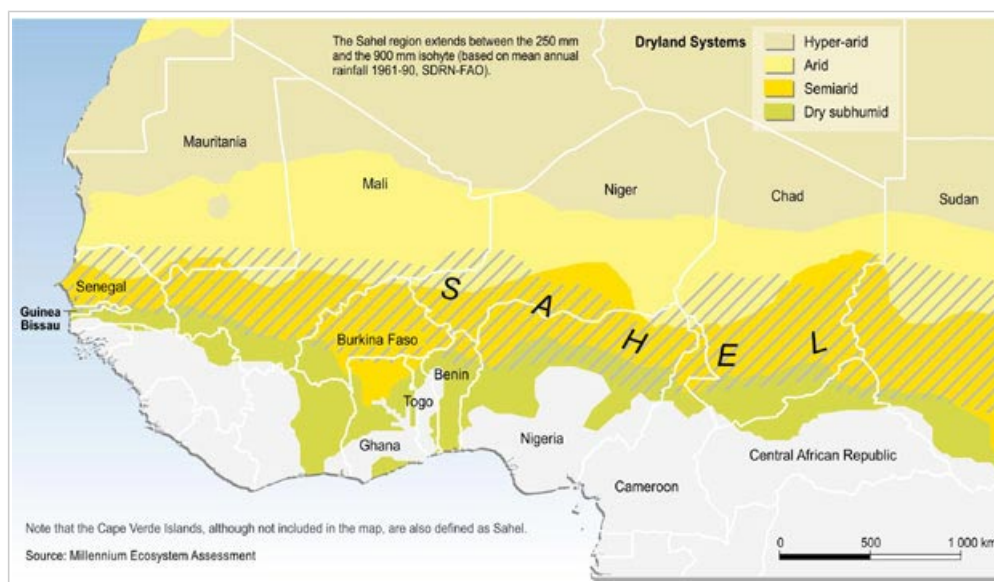 The Sahel region extends between the 250 mm
and the 900 mm isohyte (based on mean annual
rainfall 1961-90, SDRN-FAO).
Dryland Systems
Hyper-arid
Arid
Semiarid
Dry subhumid
Mauritania
Mali
Niger
Chad
Sudan
Senegal
Guinea
Bissau
SAHEL
Burkina Faso
Benin
Togo
Ghana
Nigeria
Cameroon
Central African Republic
Note that the Cape Verde Islands, although not included in the map, are also defined as Sahel.
Source: Millennium Ecosystem Assessment
0 500 1 000 km